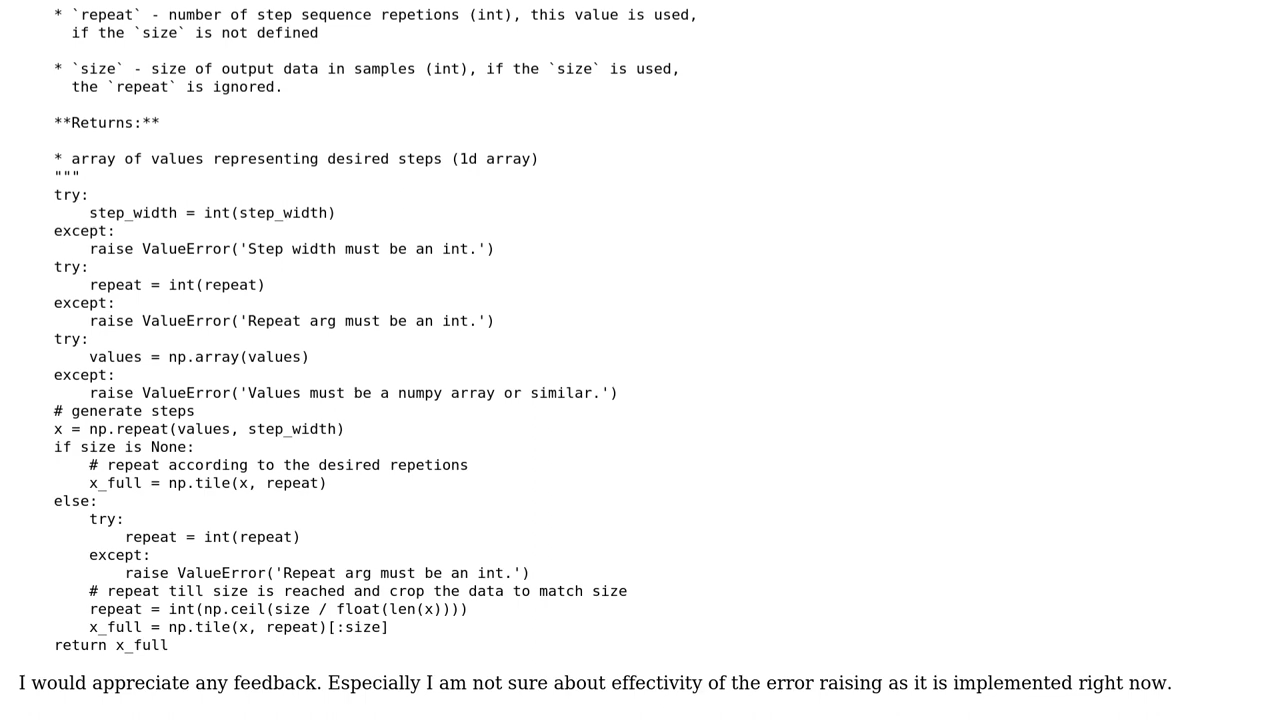 * `repeat` - number of step sequence repetions (int), this value is used,
  if the `size` is not defined
* `size` - size of output data in samples (int), if the `size` is used,
  the `repeat` is ignored.
**Returns:**
* array of values representing desired steps (1d array)
"""
try:
    step_width = int(step_width)
except:
    raise ValueError('Step width must be an int.')
try:
    repeat = int(repeat)
except:
    raise ValueError('Repeat arg must be an int.')
try:
    values = np.array(values)
except:
    raise ValueError('Values must be a numpy array or similar.')
# generate steps
x = np.repeat(values, step_width)
if size is None:
    # repeat according to the desired repetions
    x_full = np.tile(x, repeat)
else:
    try:
        repeat = int(repeat)
    except:
        raise ValueError('Repeat arg must be an int.')
    # repeat till size is reached and crop the data to match size
    repeat = int(np.ceil(size / float(len(x))))
    x_full = np.tile(x, repeat)[:size]
return x_full
I would appreciate any feedback. Especially I am not sure about effectivity of the error raising as it is implemented right now.